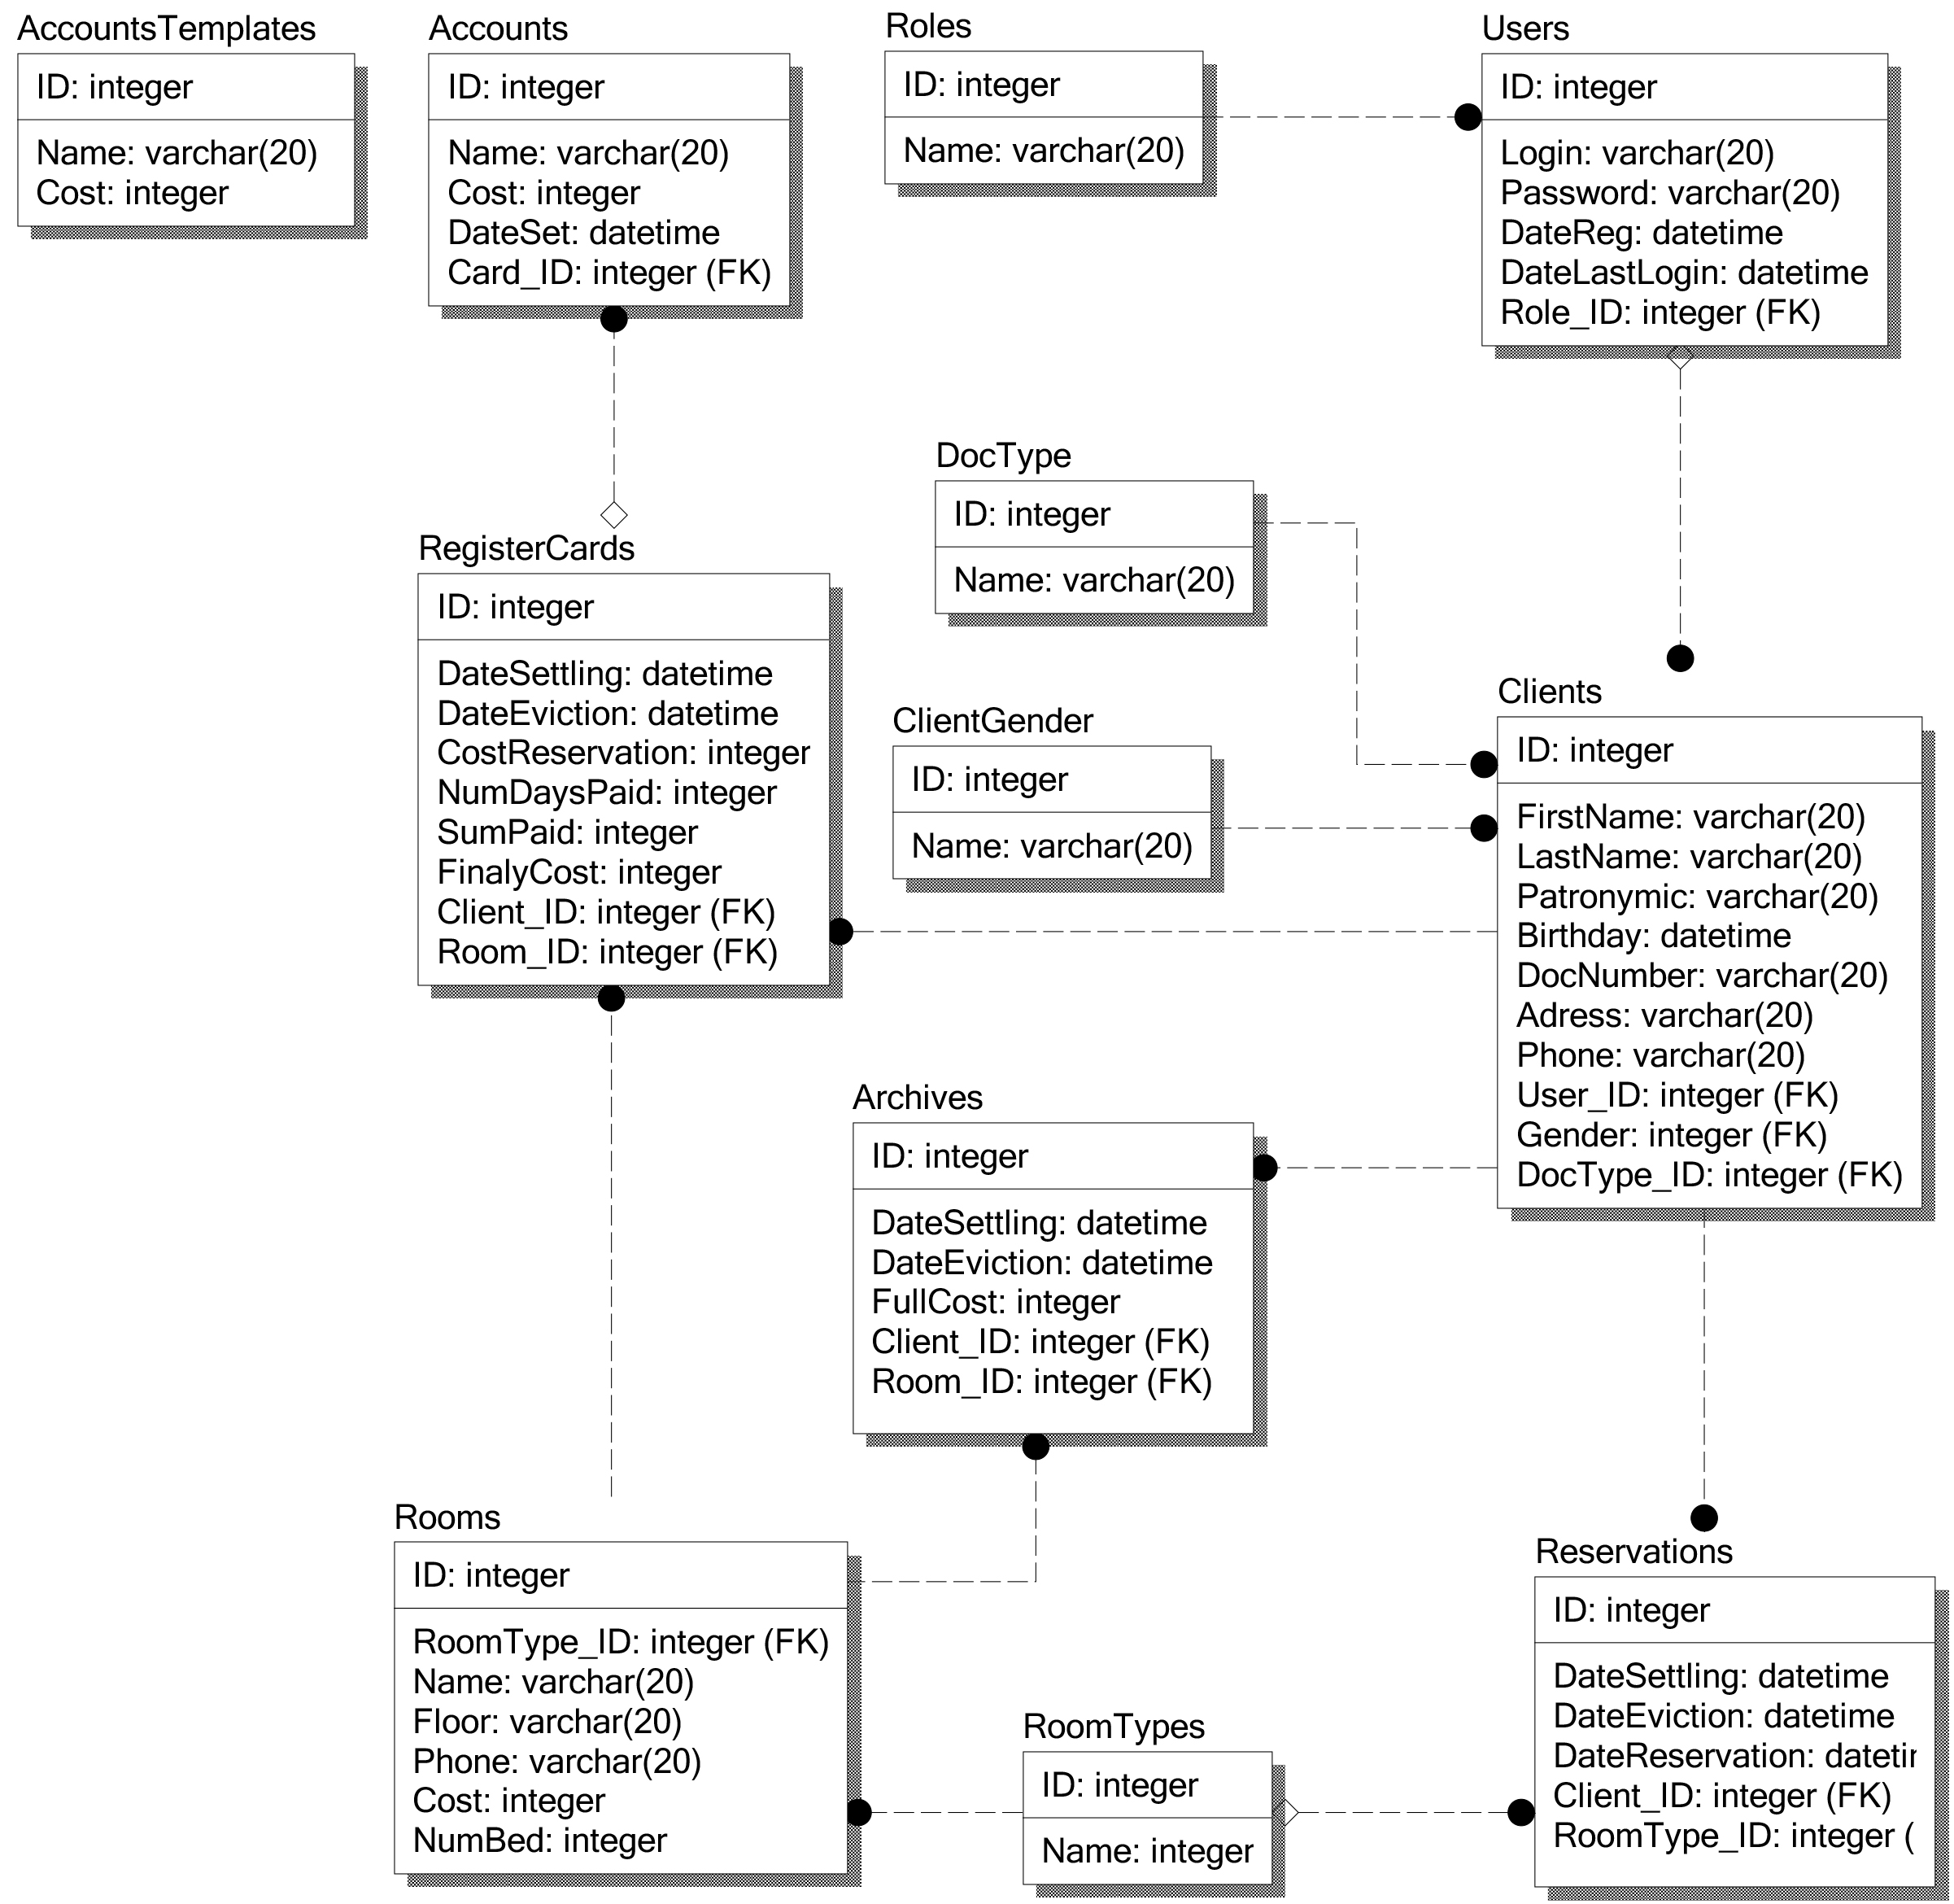 AccountsTemplates
ID: integer
Name: varchar(20)
Cost: integer
Accounts
ID: integer
Name: varchar(20)
Cost: integer
DateSet: datetime
Card_ID: integer (FK)
Roles
ID: integer
Name: varchar(20)
Users
ID: integer
Login: varchar(20)
Password: varchar(20)
DateReg: datetime
DateLastLogin: datetime
Role_ID: integer (FK)
DocType
ID: integer
Name: varchar(20)
RegisterCards
ID: integer
DateSettling: datetime
DateEviction: datetime
CostReservation: integer
NumDaysPaid: integer
SumPaid: integer
FinalyCost: integer
Client_ID: integer (FK)
Room_ID: integer (FK)
ClientGender
ID: integer
Name: varchar(20)
Clients
ID: integer
FirstName: varchar(20)
LastName: varchar(20)
Patronymic: varchar(20)
Birthday: datetime
DocNumber: varchar(20)
Adress: varchar(20)
Phone: varchar(20)
User_ID: integer (FK)
Gender: integer (FK)
DocType_ID: integer (FK)
Archives
ID: integer
DateSettling: datetime
DateEviction: datetime
FullCost: integer
Client_ID: integer (FK)
Room_ID: integer (FK)
Rooms
ID: integer
RoomType_ID: integer (FK)
Name: varchar(20)
Floor: varchar(20)
Phone: varchar(20)
Cost: integer
NumBed: integer
RoomTypes
ID: integer
Name: integer
Reservations
ID: integer
DateSettling: datetime
DateEviction: datetime
DateReservation:
Client_ID: integer (FK)
RoomType_ID: integer (